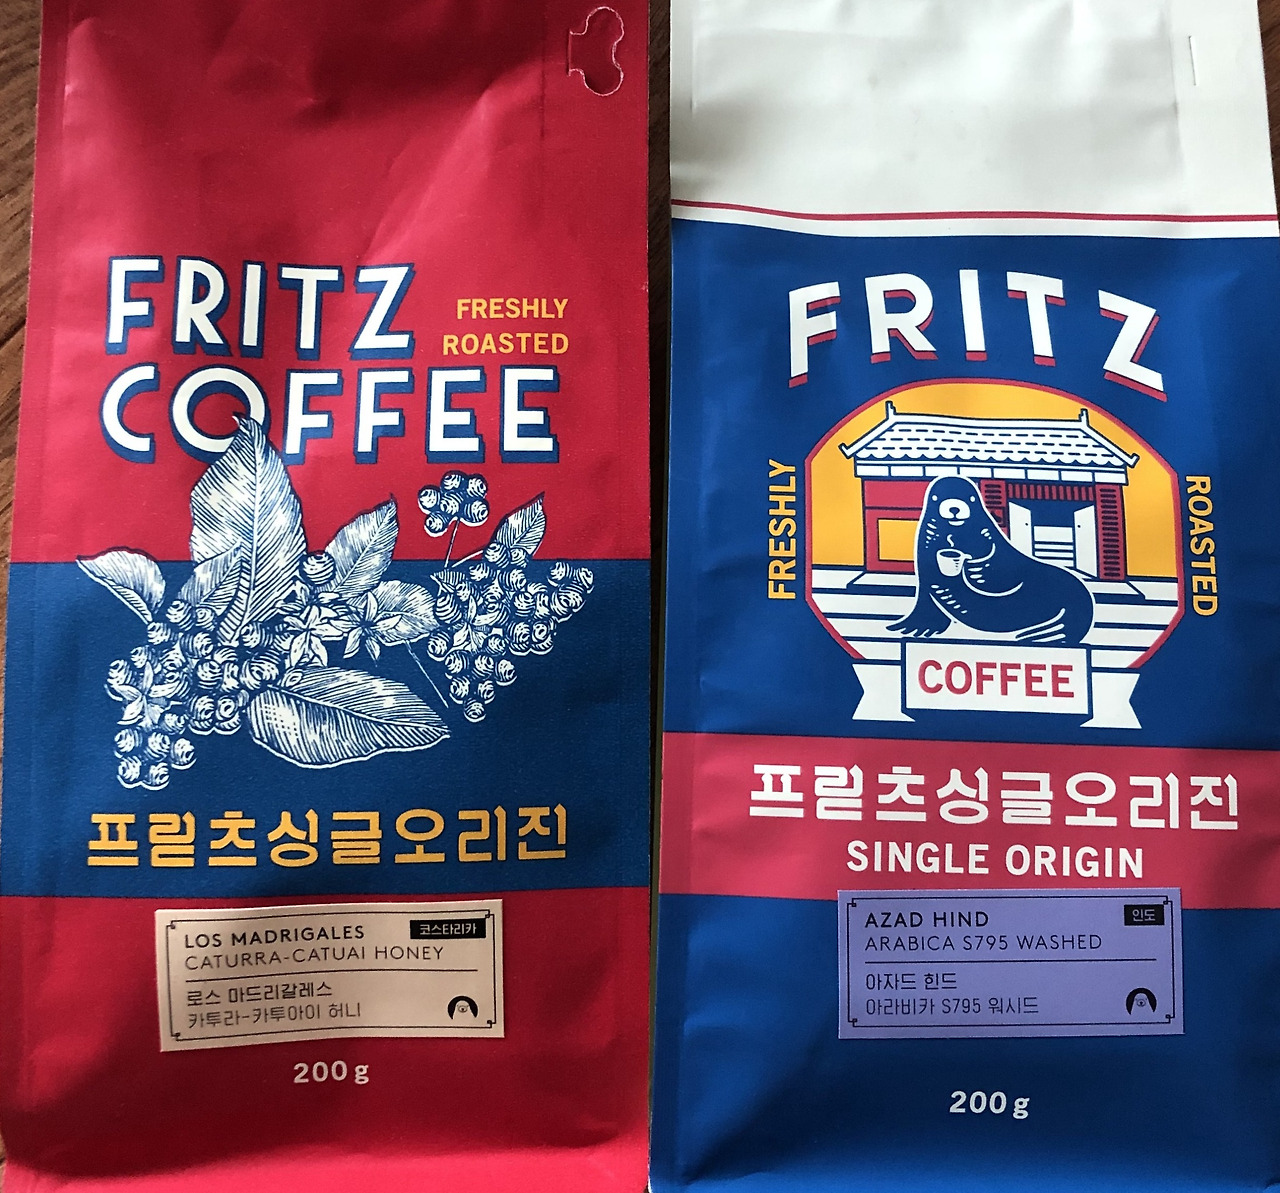 FRITZ
COFFEE
FRESHLY
ROASTED
프릳츠싱글오리진
LOS MADRIGALES
코스타리카
CATURRA-CATUAI HONEY
로스 마드리갈레스
카투라-카투아이 허니
200 g
FRITZ
FRESHLY
ROASTED
COFFEE
프릳츠싱글오리진
SINGLE ORIGIN
AZAD HIND
인도
ARABICA S795 WASHED
아자드 힌드
아라비카 S795 워시드
200 g